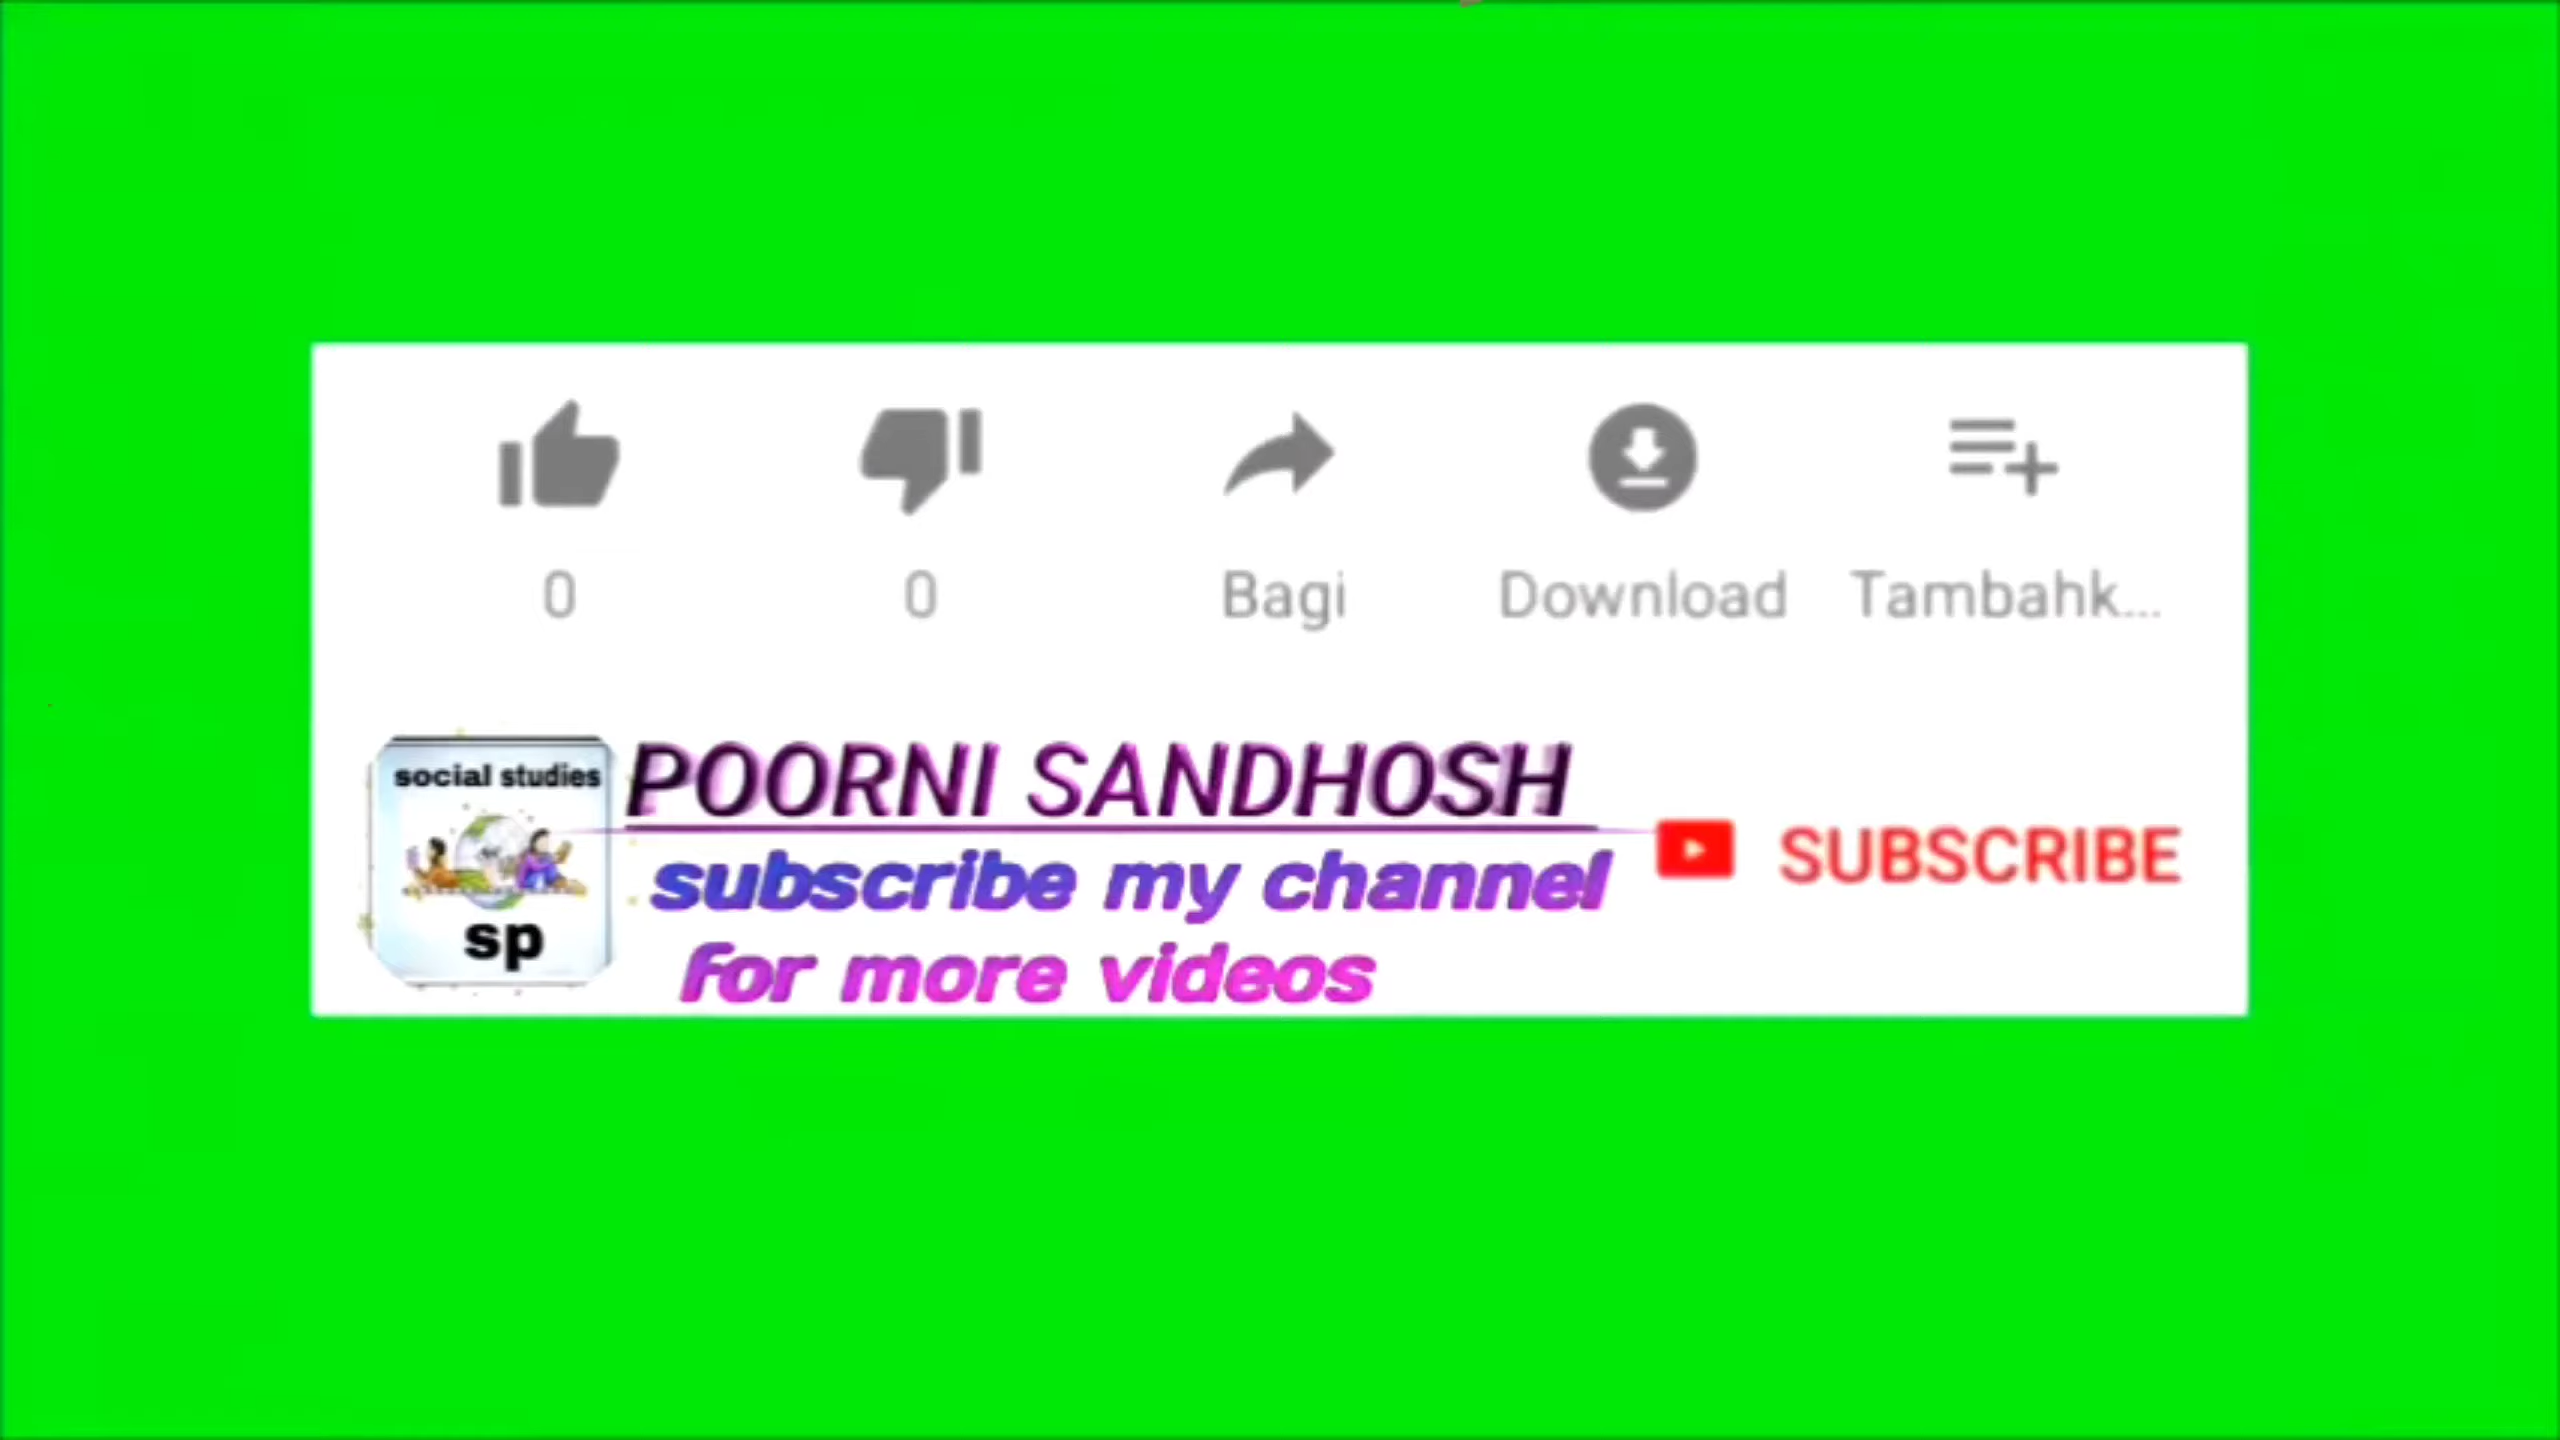 0 0 Bagi Download Tambahk...
social studies
sp
POORNI SANDHOSH
subscribe my channel
for more videos
SUBSCRIBE